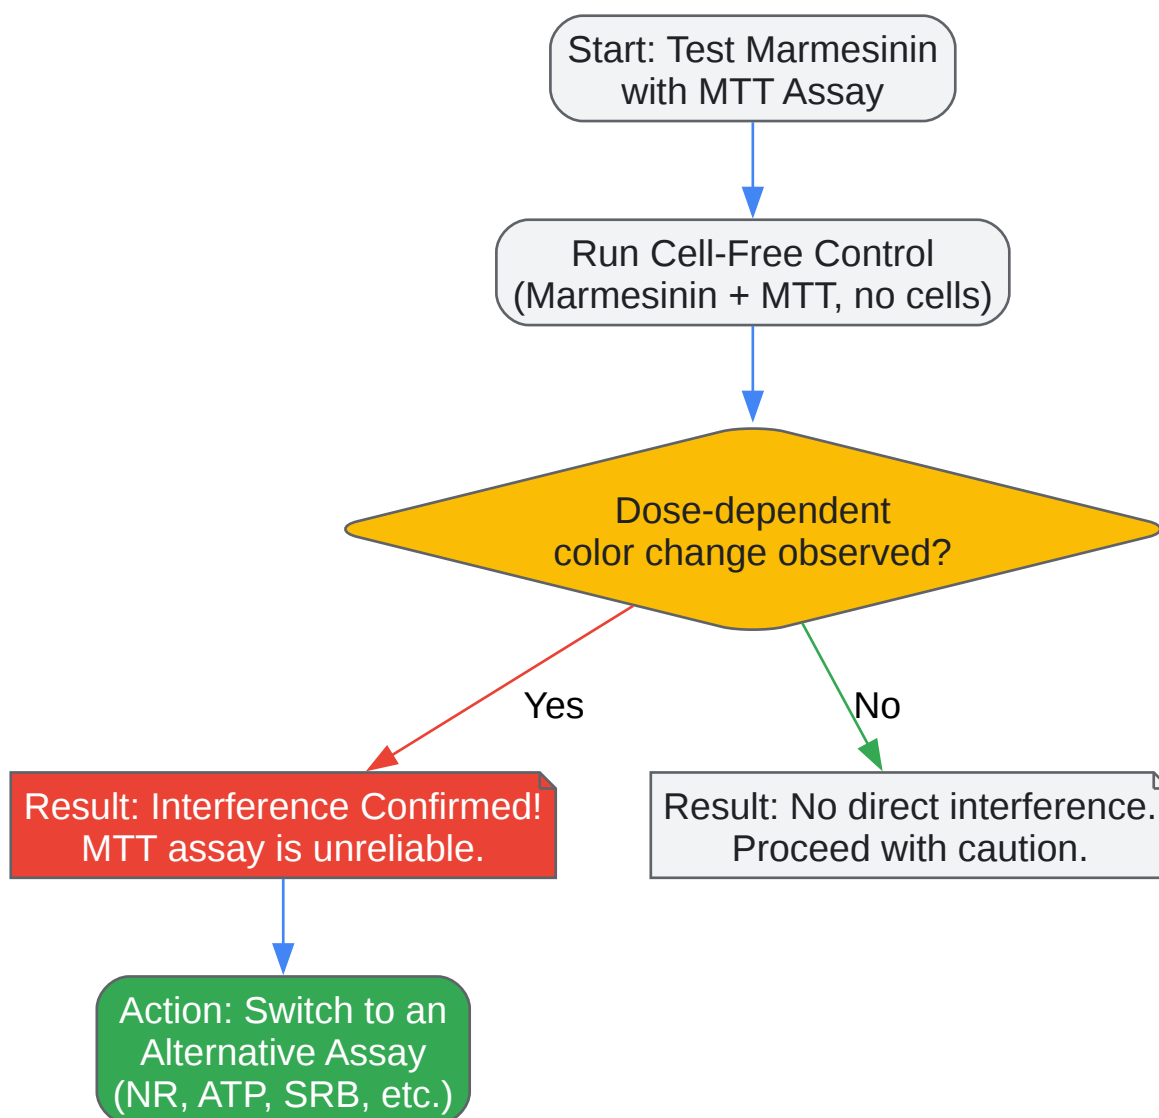 Start: Test Marmesinin
with MTT Assay
Run Cell-Free Control
(Marmesinin + MTT, no cells)
Dose-dependent
color change observed?
Yes
No
Result: Interference Confirmed!
MTT assay is unreliable.
Result: No direct interference.
Proceed with caution.
Action: Switch to an
Alternative Assay
(NR, ATP, SRB, etc.)